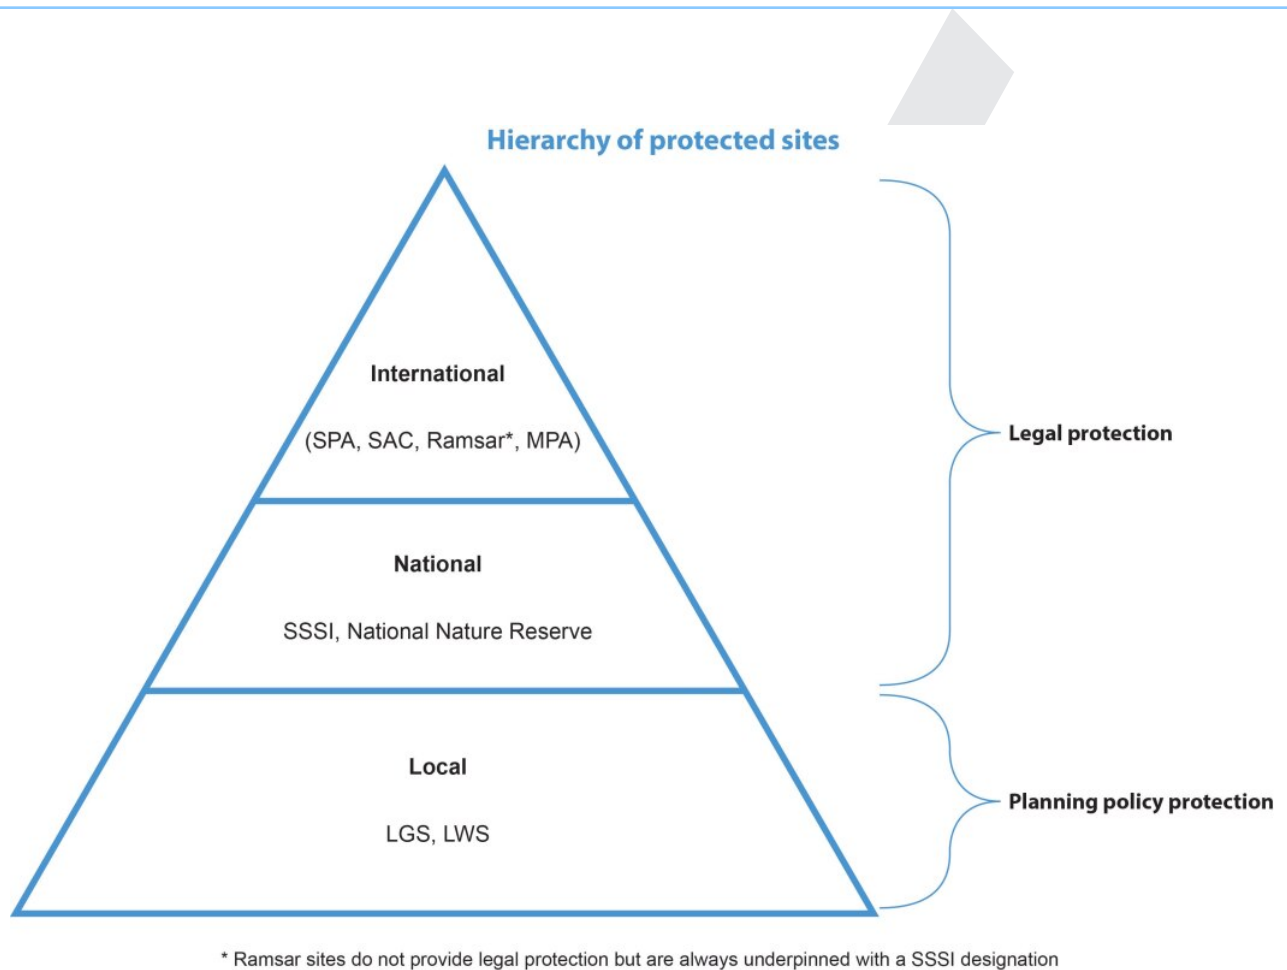 Hierarchy of protected sites
International
(SPA, SAC, Ramsar*, MPA)
Legal protection
National
SSSI, National Nature Reserve
Local
Planning policy protection
LGS, LWS
* Ramsar sites do not provide legal protection but are always underpinned with a SSSI designation